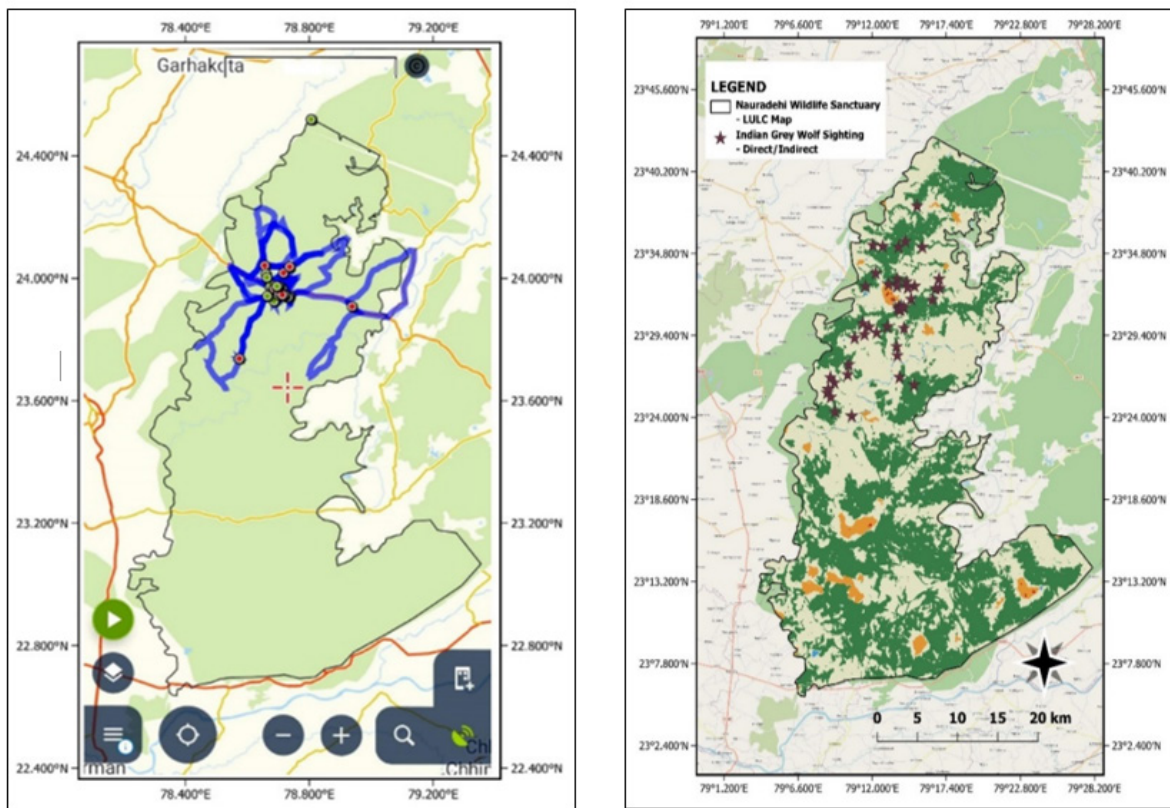 78.400°E 78.800°E 79.200°E
Garhakota
24.400°N 24.400°N
24.000°N 24.000°N
23.600°N 23.600°N
23.200°N 23.200°N
22.800°N 22.800°N
22.400°N 22.400°N
rman
Chl
.Chhir
78.400°E 78.800°E 79.200°E
79°1.200'E 79°6.600'E 79°12.000'E 79°17.400'E 79°22.800'E 79°28.200'E
LEGEND
Nauradehi Wildlife Sanctuary
- LULC Map
Indian Grey Wolf Sighting
- Direct/Indirect
23°45.600'N 23°45.600'N
23°40.200'N 23°40.200'N
23°34.800'N 23°34.800'N
23°29.400'N 23°29.400'N
23°24.000'N 23°24.000'N
23°18.600'N 23°18.600'N
23°13.200'N 23°13.200'N
23°7.800'N 23°7.800'N
0 5 10 15 20 km
23°2.400'N 23°2.400'N
79°1.200'E 79°6.600'E 79°12.000'E 79°17.400'E 79°22.800'E 79°28.200'E